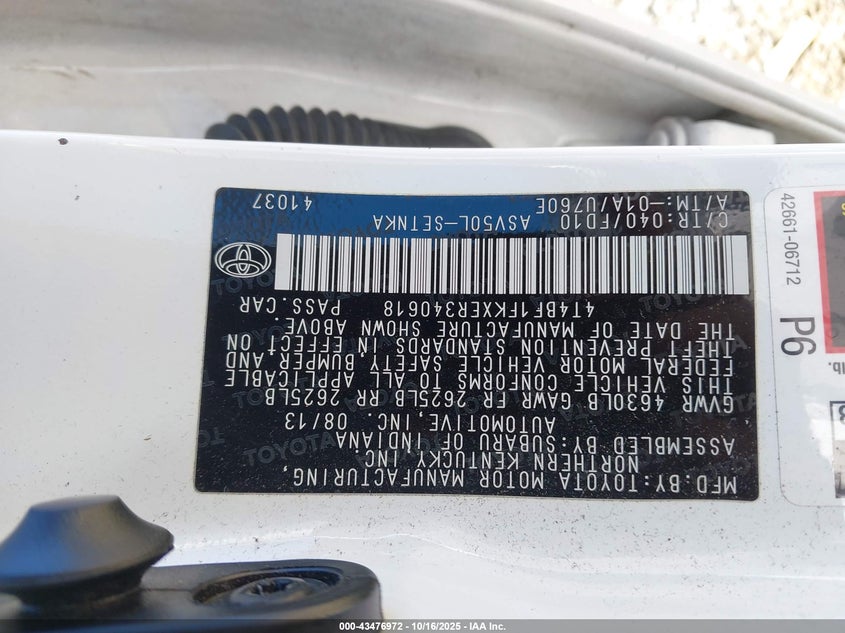 MFD.BY:TOYOTA MOTOR MANUFACTURING,
NORTHERN KENTUCKY,INC.
ASSEMBLED BY:SUBARU OF INDIANA
AUTOMOTIVE,INC. 08/13
GVWR 4630LB GAWR FR 2625LB RR 2625LB
THIS VEHICLE CONFORMS TO ALL APPLICABLE
FEDERAL MOTOR VEHICLE SAFETY,BUMPER,AND
THEFT PREVENTION STANDARDS IN EFFECT ON
THE DATE OF MANUFACTURE SHOWN ABOVE.
4T4BF1FKXER340618 PASS.CAR
C/TR:040/FD10 ASV50L-SETNKA
A/TM:-01A/U760E 41037
42661-06712
P6
000-43476972 | 10/16/2025 - IAA Inc.